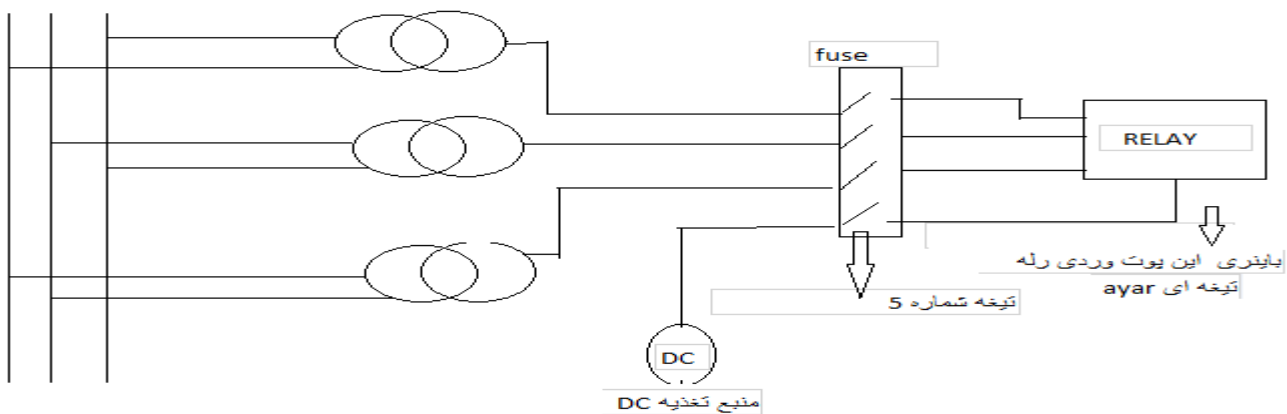 fuse
RELAY
باینری این پوت وردی رله
تیغه ای ayar
تیغه شماره 5
DC
منبع تغذیه DC